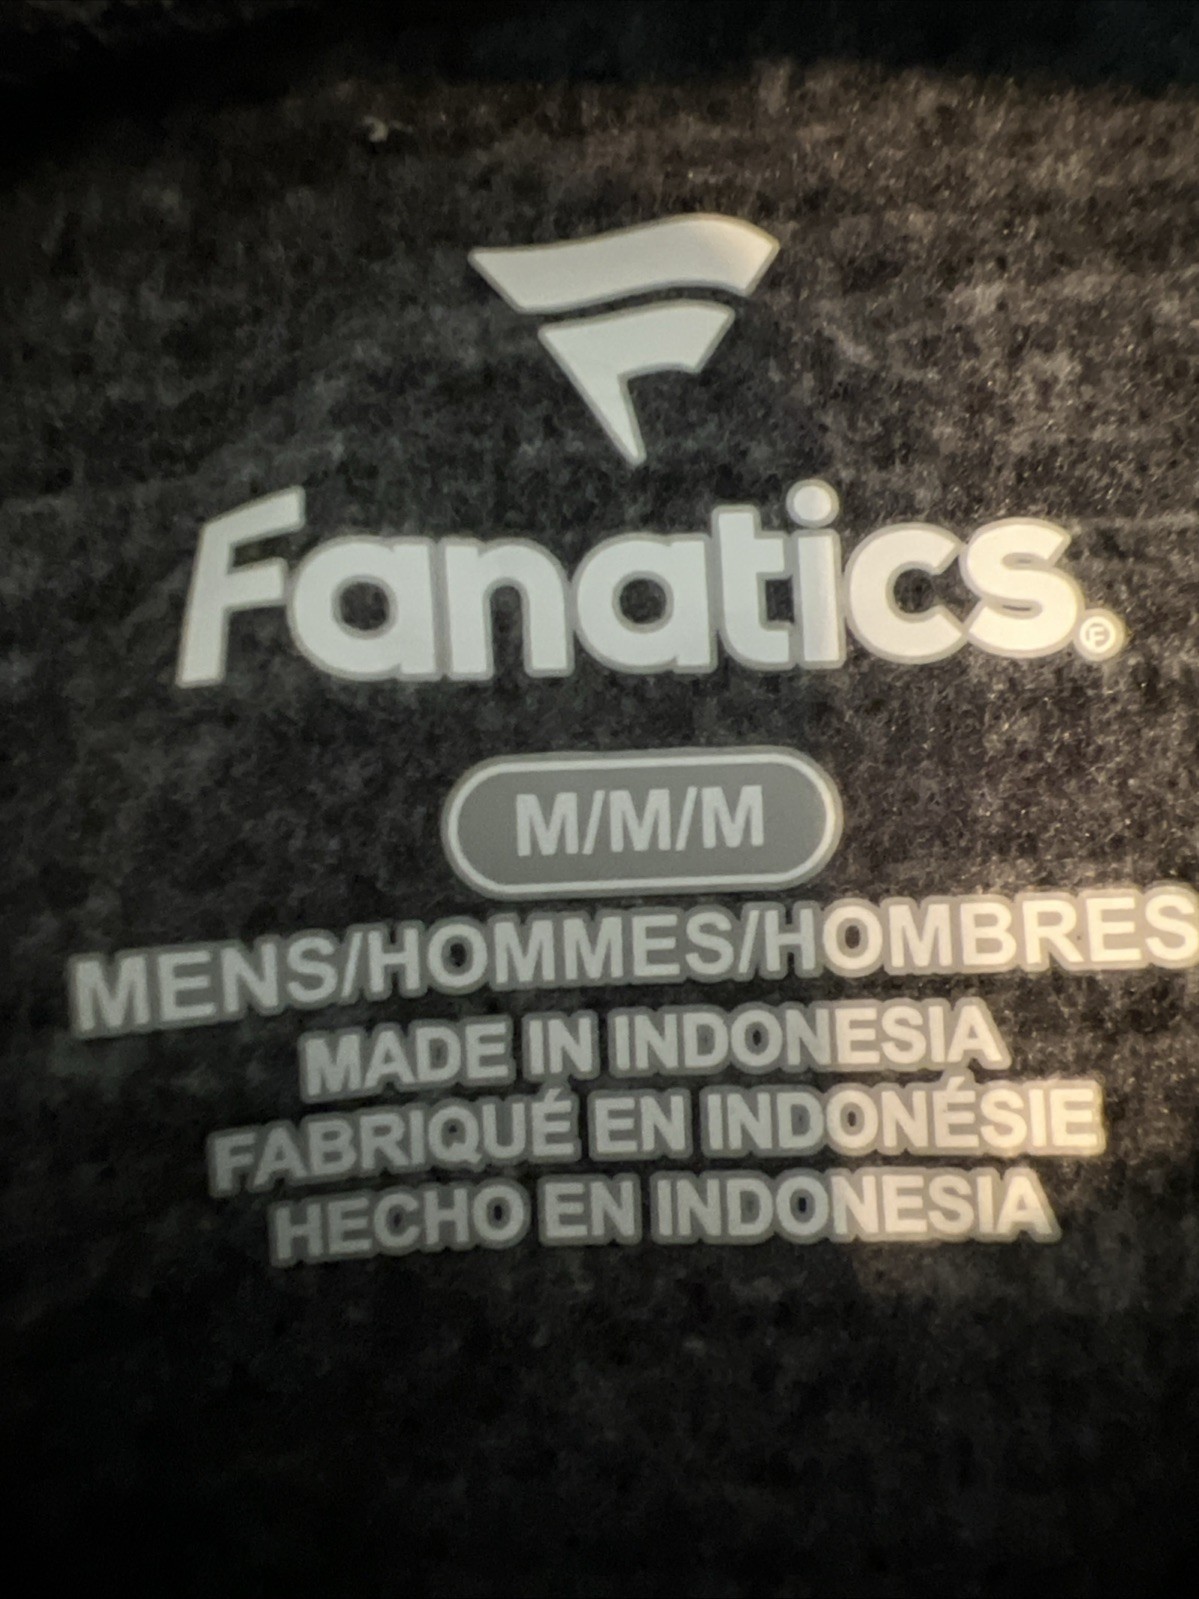 Fanatics.®
M/M/M
MENS/HOMMES/HOMBRES
MADE IN INDONESIA
FABRIQUÉ EN INDONÉSIE
HECHO EN INDONESIA